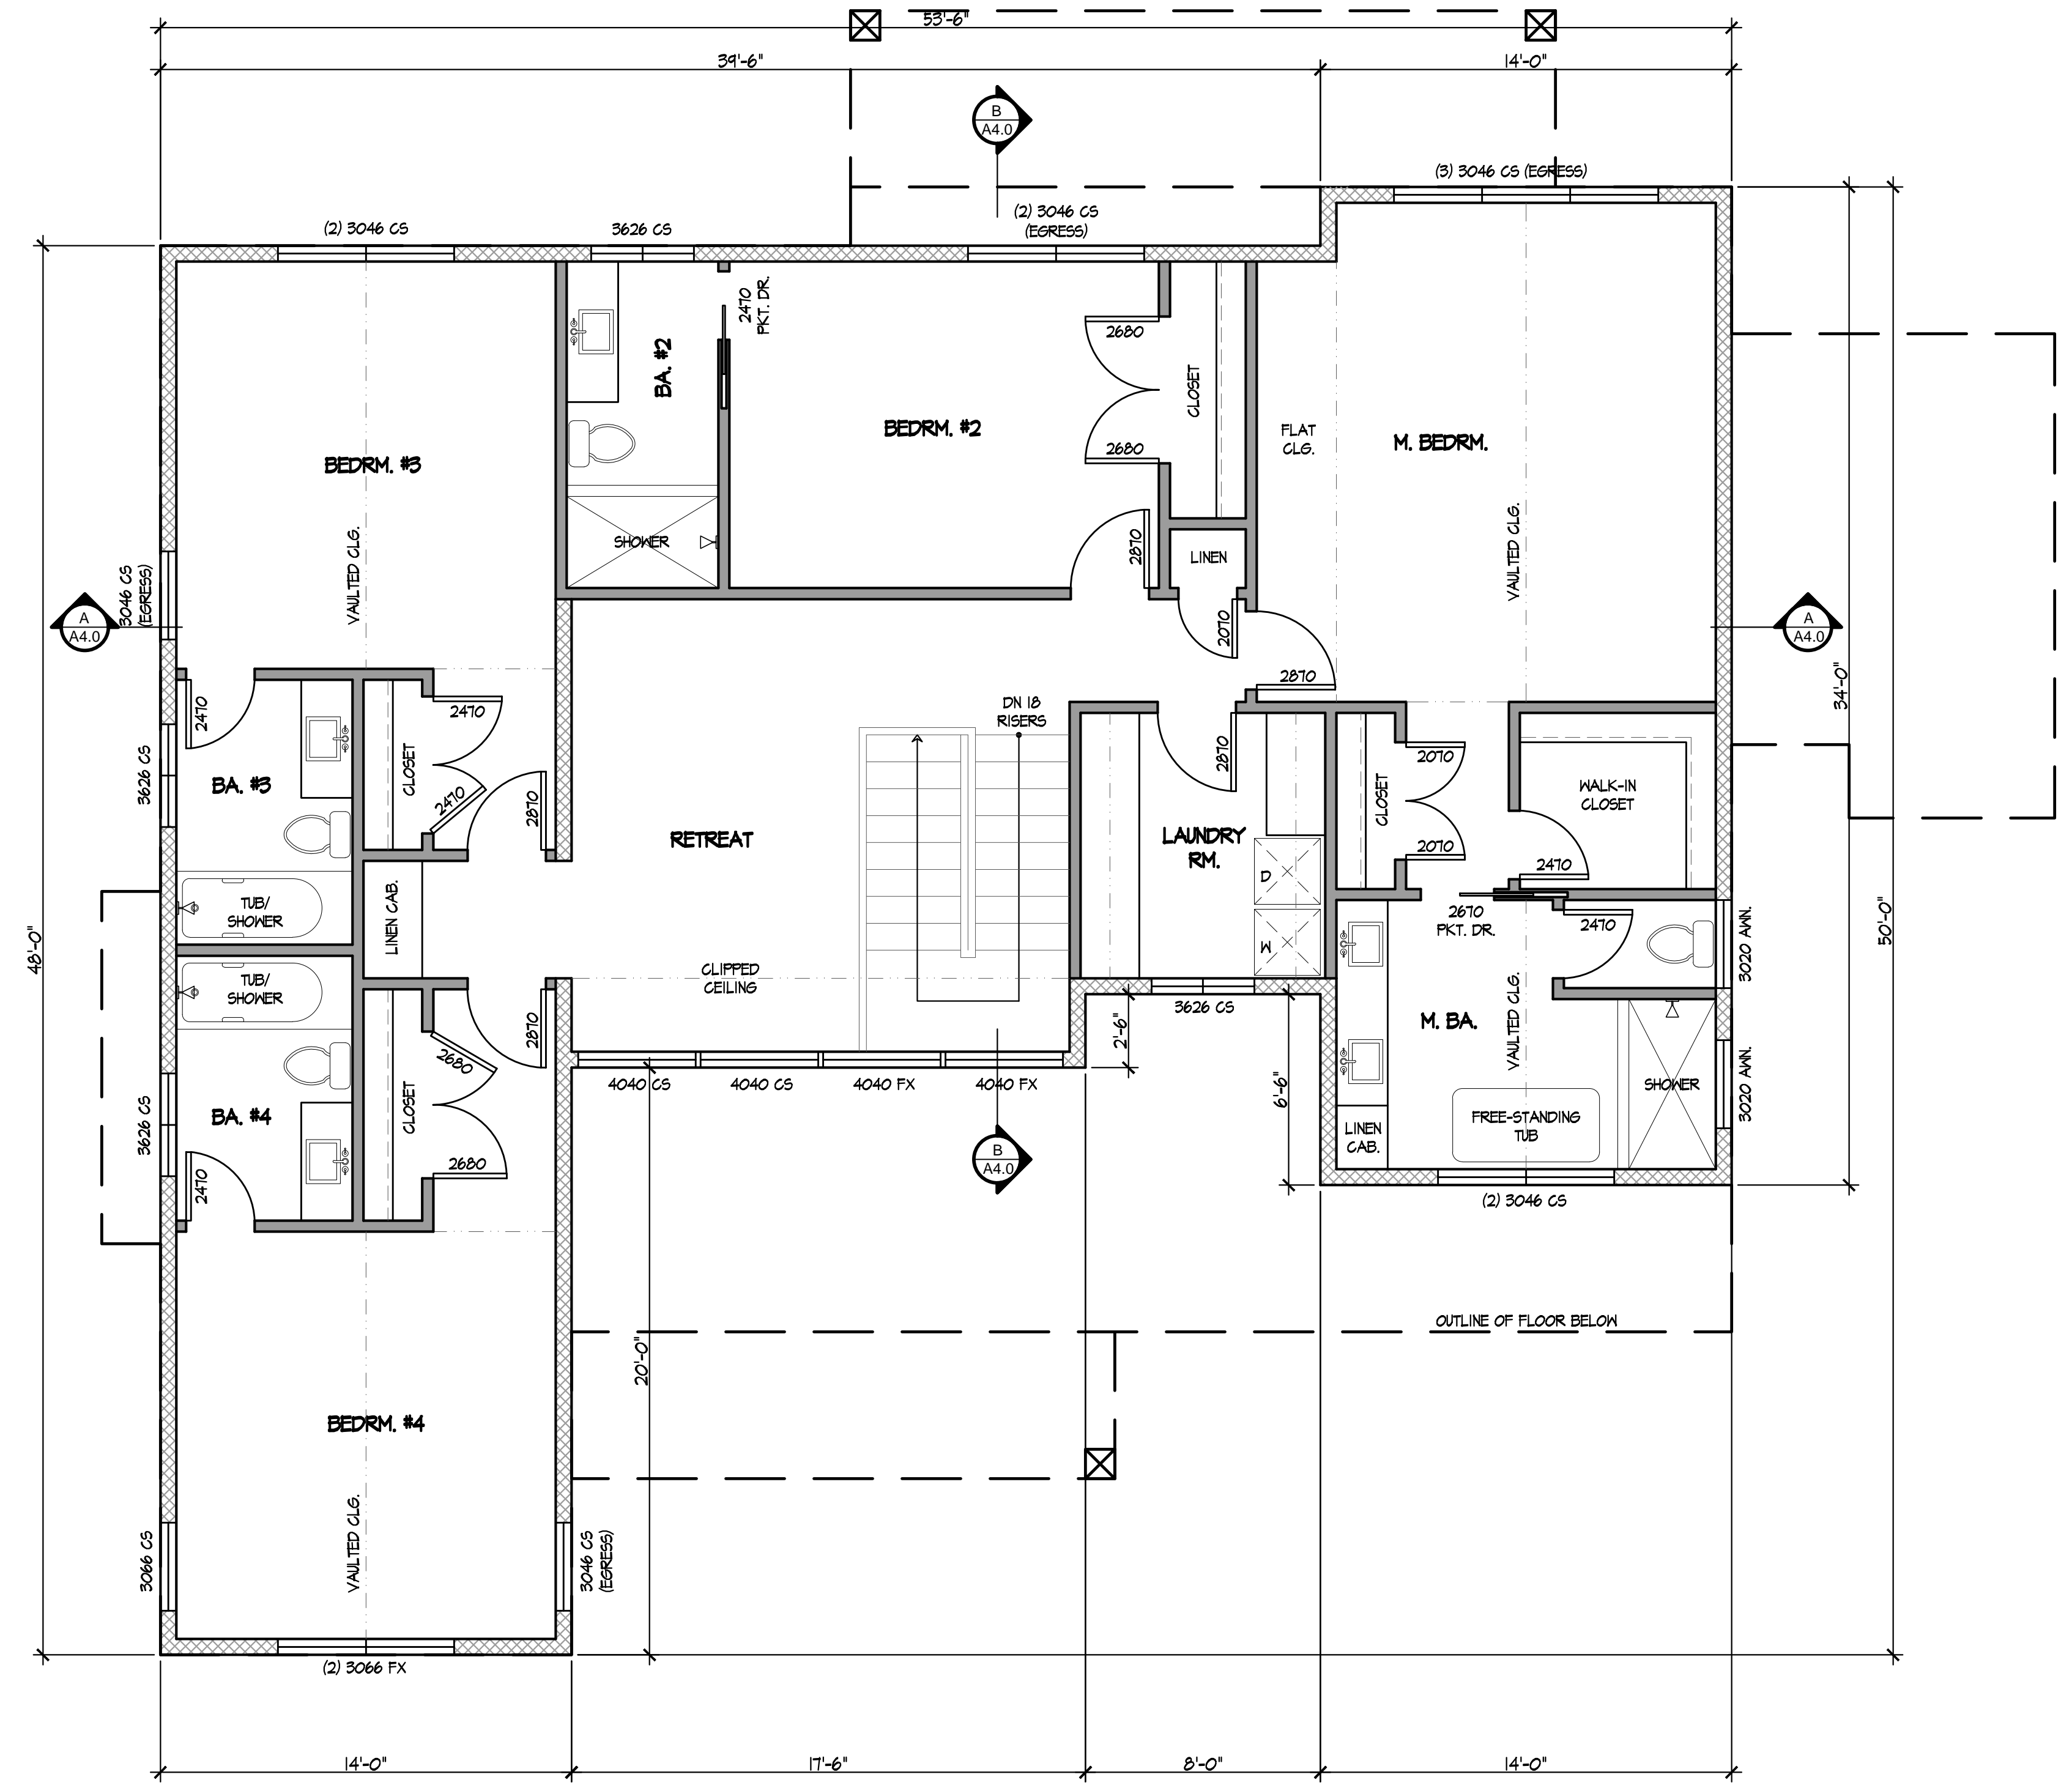 53'-6"
39'-6"
14'-0"
B
A4.0
(3) 3046 CS (EGRESS)
(2) 3046 CS
3626 CS
(2) 3046 CS
(EGRESS)
2470
PKT. DR.
BA. #2
2680
CLOSET
BEDRM. #2
FLAT
CLG.
M. BEDRM.
2680
BEDRM. #3
VAULTED CLG.
SHOWER
2870
LINEN
VAULTED CLG.
3046 CS
(EGRESS)
A
A4.0
A
A4.0
2070
2870
34'-0"
2470
2470
DN 18
RISERS
2870
2070
3626 CS
BA. #3
CLOSET
2470
2870
CLOSET
WALK-IN
CLOSET
RETREAT
LAUNDRY
RM.
2070
2470
D
W
TUB/
SHOWER
LINEN CAB.
2670
PKT. DR.
2470
3020 AWN.
48'-0"
50'-0"
TUB/
SHOWER
CLIPPED
CEILING
3626 CS
2'-6"
M. BA.
VAULTED CLG.
2870
2680
4040 CS
4040 CS
4040 FX
4040 FX
6'-6"
SHOWER
3020 AWN.
3626 CS
BA. #4
CLOSET
FREE-STANDING
TUB
LINEN
CAB.
2470
2680
B
A4.0
(2) 3046 CS
OUTLINE OF FLOOR BELOW
20'-0"
BEDRM. #4
VAULTED CLG.
3066 CS
3046 CS
(EGRESS)
(2) 3066 FX
14'-0"
17'-6"
8'-0"
14'-0"